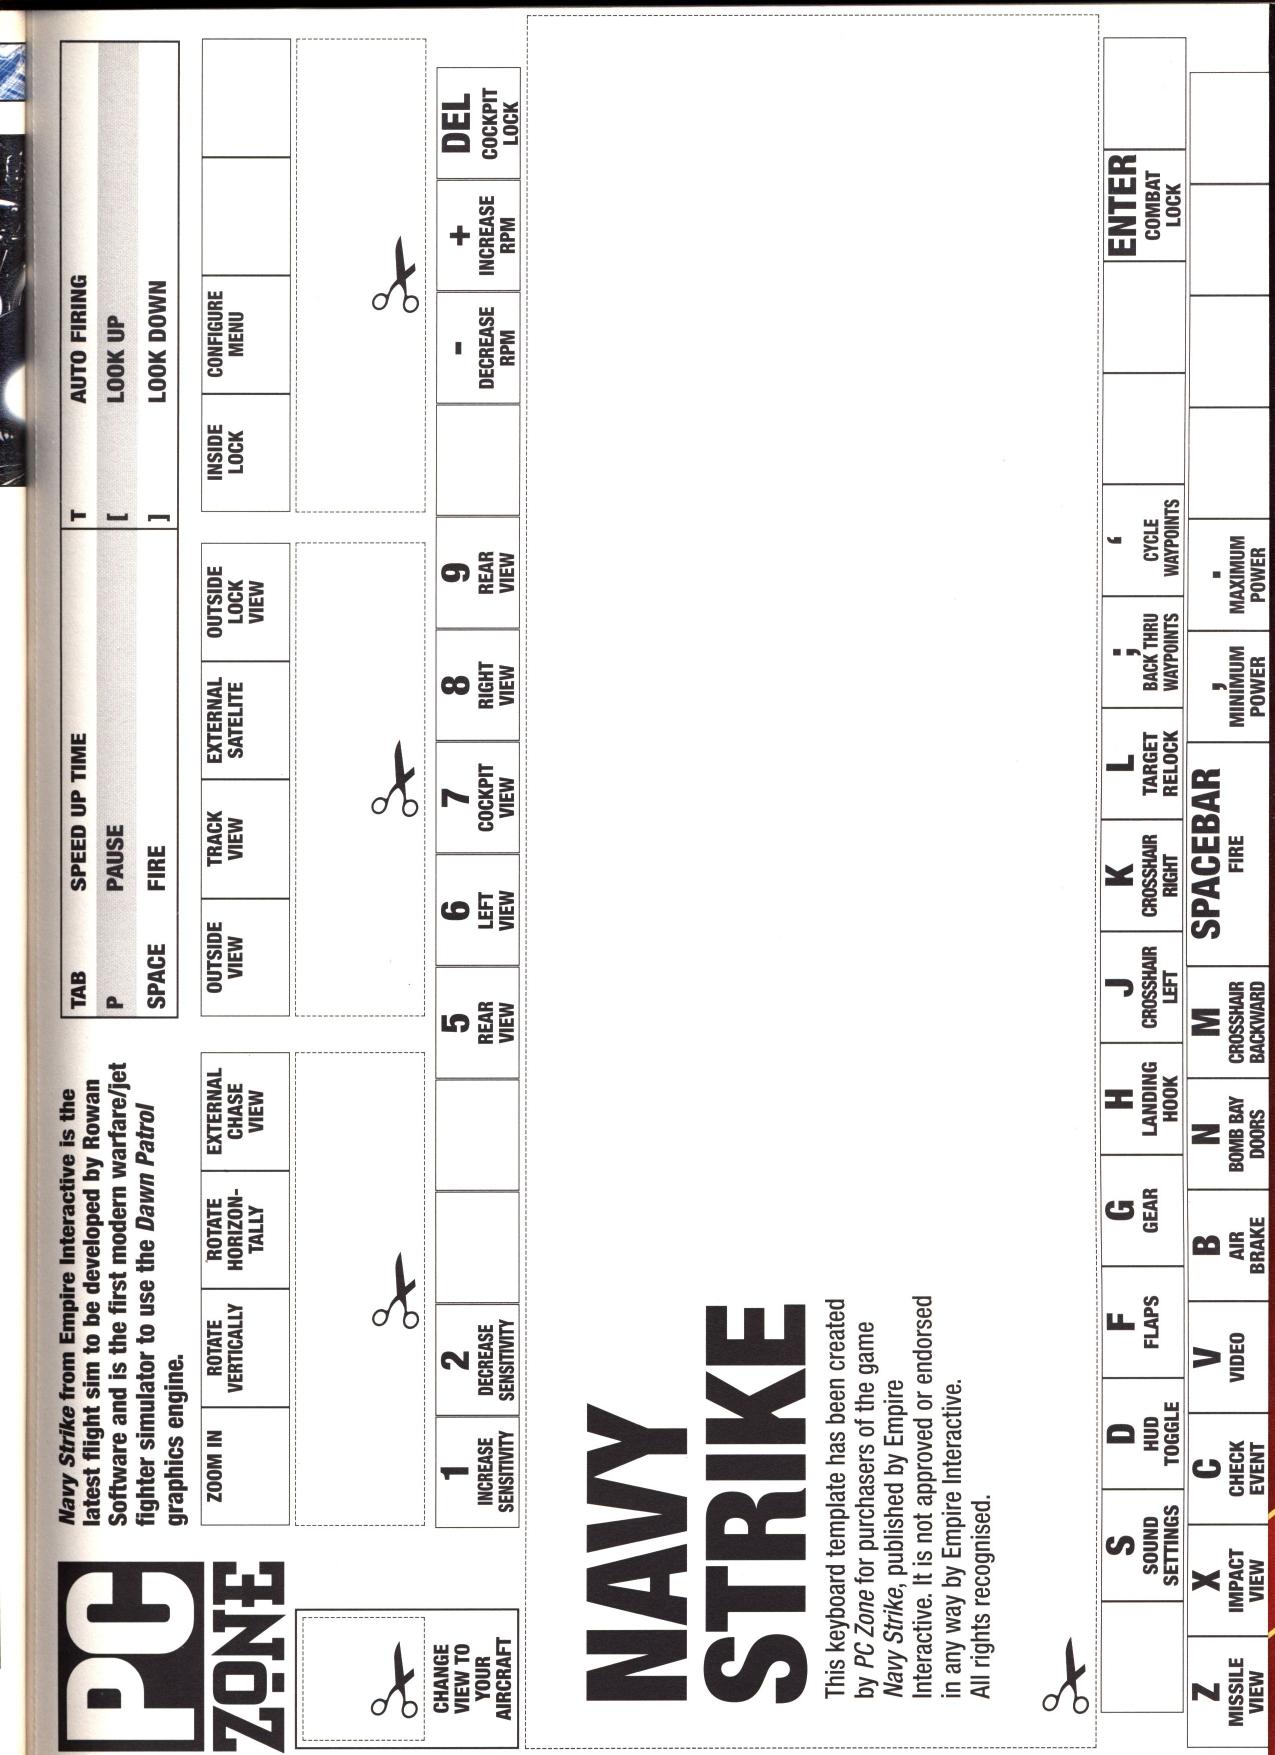 PC
ZONE
Navy Strike from Empire Interactive is the
latest flight sim to be developed by Rowan
Software and is the first modern warfare/jet
fighter simulator to use the Dawn Patrol
graphics engine.
TAB SPEED UP TIME
P PAUSE
SPACE FIRE
T AUTO FIRING
[ LOOK UP
] LOOK DOWN
ZOOM IN
ROTATE
VERTICALLY
ROTATE
HORIZON-
TALLY
EXTERNAL
CHASE
VIEW
OUTSIDE
VIEW
TRACK
VIEW
EXTERNAL
SATELITE
OUTSIDE
LOCK
VIEW
INSIDE
LOCK
CONFIGURE
MENU
CHANGE
VIEW TO
YOUR
AIRCRAFT
1
INCREASE
SENSITIVITY
2
DECREASE
SENSITIVITY
5
REAR
VIEW
6
LEFT
VIEW
7
COCKPIT
VIEW
8
RIGHT
VIEW
9
REAR
VIEW
-
DECREASE
RPM
+
INCREASE
RPM
DEL
COCKPIT
LOCK
NAVY
STRIKE
This keyboard template has been created
by PC Zone for purchasers of the game
Navy Strike, published by Empire
Interactive. It is not approved or endorsed
in any way by Empire Interactive.
All rights recognised.
S
SOUND
SETTINGS
D
HUD
TOGGLE
F
FLAPS
G
GEAR
H
LANDING
HOOK
J
CROSSHAIR
LEFT
K
CROSSHAIR
RIGHT
L
TARGET
RELOCK
;
BACK THRU
WAYPOINTS
‘
CYCLE
WAYPOINTS
ENTER
COMBAT
LOCK
Z
MISSILE
VIEW
X
IMPACT
VIEW
C
CHECK
EVENT
V
VIDEO
B
AIR
BRAKE
N
BOMB BAY
DOORS
M
CROSSHAIR
BACKWARD
SPACEBAR
FIRE
,
MINIMUM
POWER
.
MAXIMUM
POWER